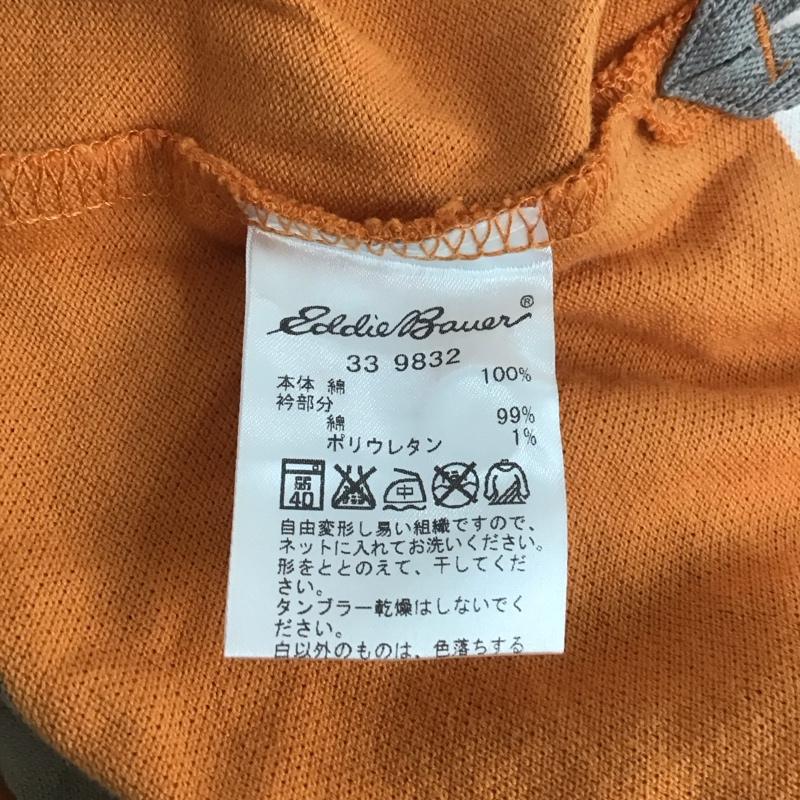 Eddie Bauer®
33 9832
本体 綿 100%
衿部分
綿 99%
ポリウレタン 1%
40 中
自由変形し易い組織ですので、
ネットに入れてお洗いください。
形をととのえて、干してくだ
さい。
タンブラー乾燥はしないでく
ださい。
白以外のものは、色落ちする